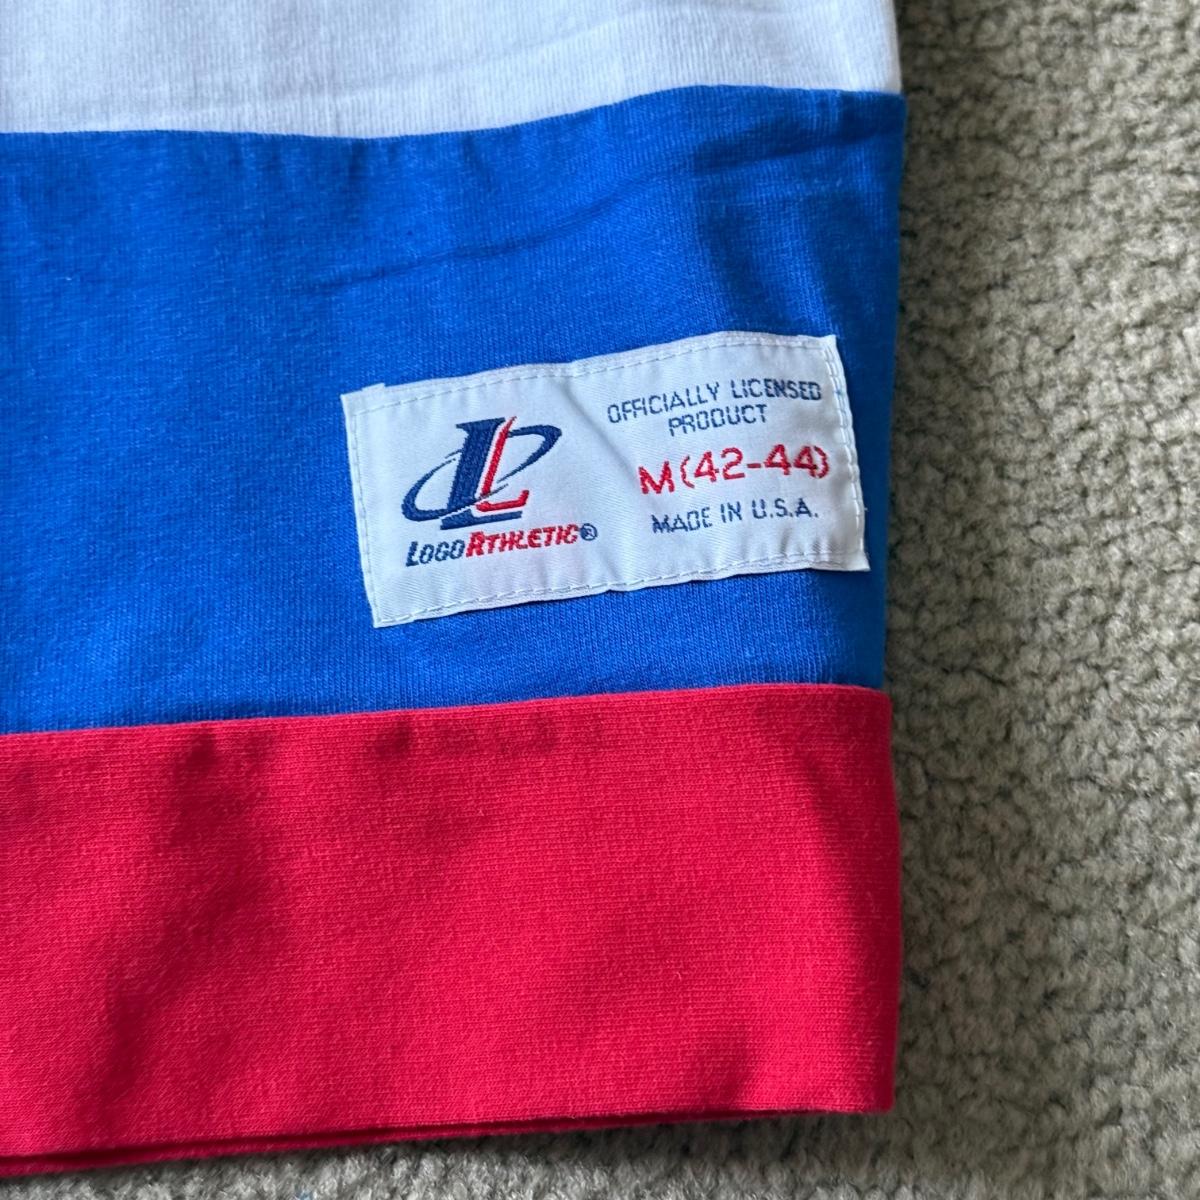 LOGO ATHLETIC®
OFFICIALLY LICENSED
PRODUCT
M(42-44)
MADE IN U.S.A.